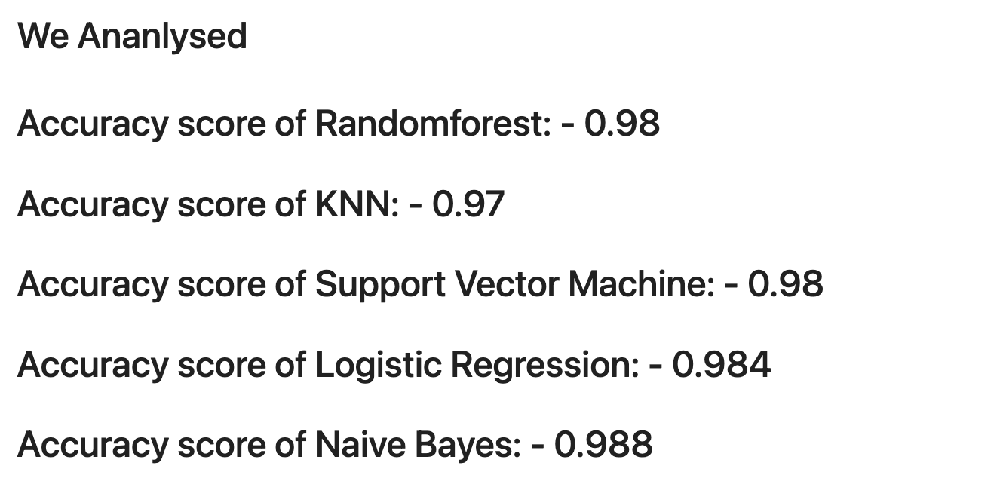 We Ananlysed
Accuracy score of Randomforest: - 0.98
Accuracy score of KNN: - 0.97
Accuracy score of Support Vector Machine: - 0.98
Accuracy score of Logistic Regression: - 0.984
Accuracy score of Naive Bayes: - 0.988